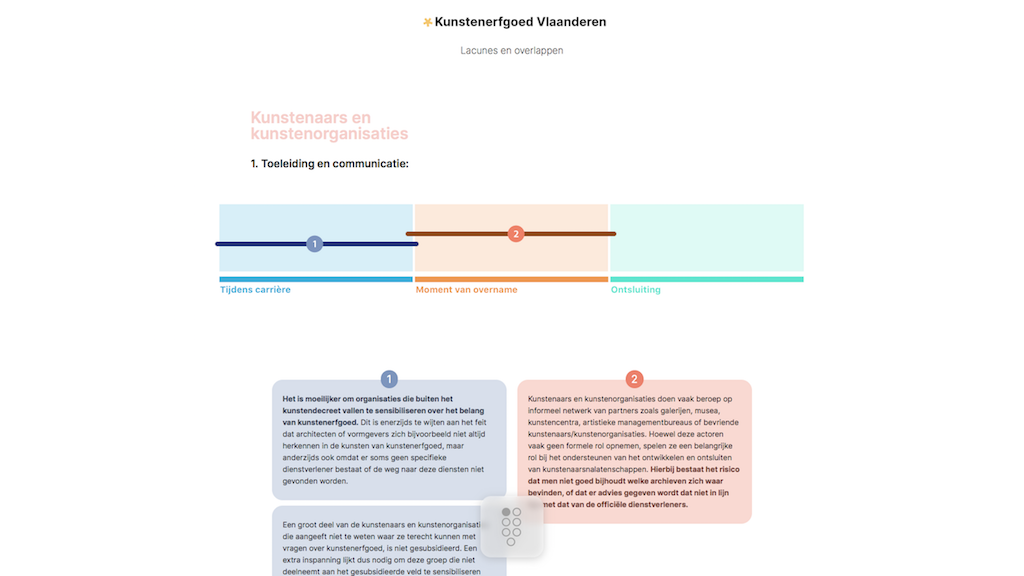 Kunstenerfgoed Vlaanderen
Lacunes en overlappen
Kunstenaars en
kunstenorganisaties
1. Toeleiding en communicatie:
1
2
Tijdens carrière
Moment van overname
Ontsluiting
1
Het is moeilijker om organisaties die buiten het
kunstendecreet vallen te sensibiliseren over het belang
van kunstenerfgoed. Dit is enerzijds te wijten aan het feit
dat architecten of vormgevers zich bijvoorbeeld niet altijd
herkennen in de kunsten van kunstenerfgoed, maar
anderzijds ook omdat er soms geen specifieke
dienstverlener bestaat of de weg naar deze diensten niet
gevonden worden.
Een groot deel van de kunstenaars en kunstenorganisati
die aangeeft niet te weten waar ze terecht kunnen met
vragen over kunstenerfgoed, is niet gesubsidieerd. Een
extra inspanning lijkt dus nodig om deze groep die niet
deelneemt aan het gesubsidieerde veld te sensibiliseren
2
Kunstenaars en kunstenorganisaties doen vaak beroep op
informeel netwerk van partners zoals galerijen, musea,
kunstencentra, artistieke managementbureaus of bevriende
kunstenaars/kunstenorganisaties. Hoewel deze actoren
vaak geen formele rol opnemen, spelen ze een belangrijke
rol bij het ondersteunen van het ontwikkelen en ontsluiten
van kunstenaarsnalatenschappen. Hierbij bestaat het risico
dat men niet goed bijhoudt welke archieven zich waar
bevinden, of dat er advies gegeven wordt dat niet in lijn
met dat van de officiële dienstverleners.